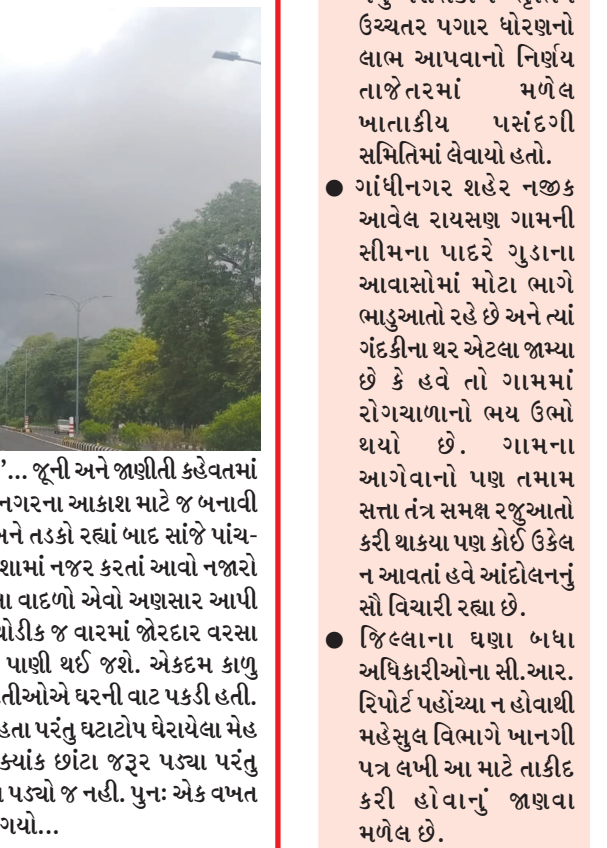 '... જૂની અને જાણીતી કહેવતમાં
નગરના આકાશ માટે જ બનાવી
અને તડકો રહ્યાં બાદ સાંજે પાંચ-
શામાં નજર કરતાં આવો નજારો
ના વાદળો એવો અણસાર આપી
થોડીક જ વારમાં જોરદાર વરસા
પાણી થઈ જશે. એકદમ કાળુ
તીઓએ ઘરની વાટ પકડી હતી.
હતા પરંતુ ઘટાટોપ ઘેરાયેલા મેહ
ક્યાંક છાંટા જરૂર પડ્યા પરંતુ
પડ્યો જ નહી. પુનઃ એક વખત
ગયો...
ઉચ્ચતર પગાર ધોરણનો
લાભ આપવાનો નિર્ણય
તાજેતરમાં મળેલ
ખાતાકીય પસંદગી
સમિતિમાં લેવાયો હતો.
● ગાંધીનગર શહેર નજીક
આવેલ રાયસણ ગામની
સીમના પાદરે ગુડાના
આવાસોમાં મોટા ભાગે
ભાડુઆતો રહે છે અને ત્યાં
ગંદકીના થર એટલા જામ્યા
છે કે હવે તો ગામમાં
રોગચાળાનો ભય ઉભો
થયો છે. ગામના
આગેવાનો પણ તમામ
સત્તા તંત્ર સમક્ષ રજુઆતો
કરી થાકયા પણ કોઈ ઉકેલ
ન આવતાં હવે આંદોલનનું
સૌ વિચારી રહ્યા છે.
● જિલ્લાના ઘણા બધા
અધિકારીઓના સી.આર.
રિપોર્ટ પહોંચ્યા ન હોવાથી
મહેસુલ વિભાગે ખાનગી
પત્ર લખી આ માટે તાકીદ
કરી હોવાનું જાણવા
મળેલ છે.